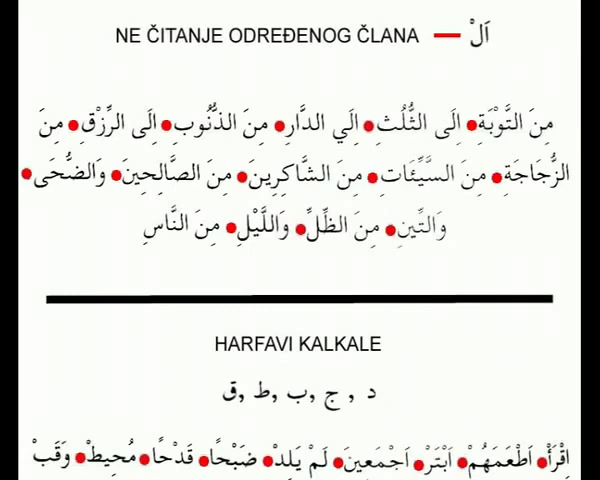 NE ČITANJE ODREĐENOG ČLANA — اَلْ
مِنَ التَّوْبَةِ • اِلَى الثُّلُثِ • اِلَي الدَّارِ • مِنَ الذُّنُوبِ • اِلَى الرِّزْقِ • مِنَ
الزُّجَاجَةِ • مِنَ السَّيِّئَاتِ • مِنَ الشَّاكِرِينَ • مِنَ الصَّالِحِينَ • وَالضُّحَى •
وَالتِّينِ • مِنَ الظِّلِّ • وَاللَّيْلِ • مِنَ النَّاسِ
HARFAVI KALKALE
د , ج , ب , ط , ق
اِقْرَأْ • اَطْعَمَهُمْ • اَبْتَرْ • اَجْمَعِينَ • لَمْ يَلِدْ • ضَبْحًا • قَدْحًا • مُحِيطْ • وَقَبْ